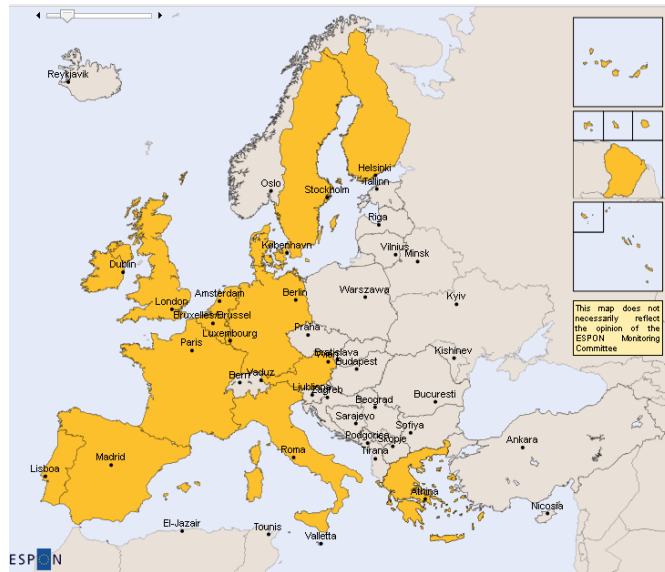 Reykjavik
Helsinki
Tallinn
Oslo
Stockholm
Riga
København
Vilnius
Minsk
Dublin
Berlin
Amsterdam
Warszawa
London
Kyiv
Bruxelles/Brussel
Praha
Luxembourg
Paris
Bratislava
Kishinev
Budapest
Vaduz
Bern
Ljubljana
Zagreb
Beograd
Bucuresti
Sarajevo
Sofiya
Podgorica
Skopje
Ankara
Roma
Tirana
Madrid
Lisboa
Athina
Nicosia
El-Jazair
Tounis
Valletta
This map does not
necessarily reflect
the opinion of the
ESPON Monitoring
Committee
ESPON